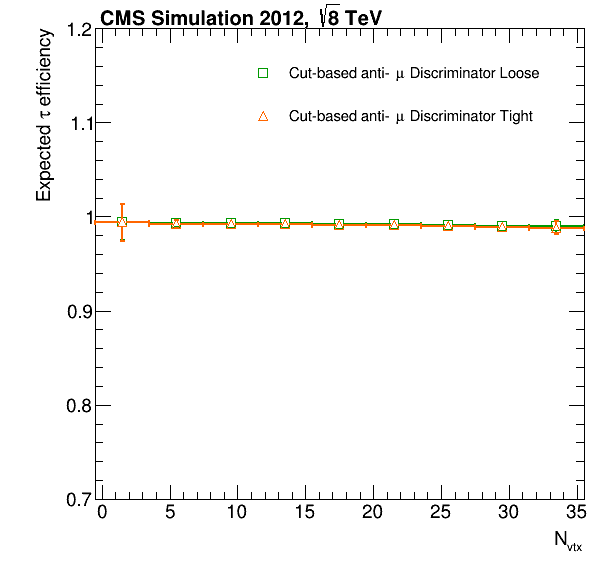 CMS Simulation 2012, √8 TeV
Expected τ efficiency
1.2
1.1
1
0.9
0.8
0.7
Cut-based anti- μ Discriminator Loose
Cut-based anti- μ Discriminator Tight
0 5 10 15 20 25 30 35
Nvtx